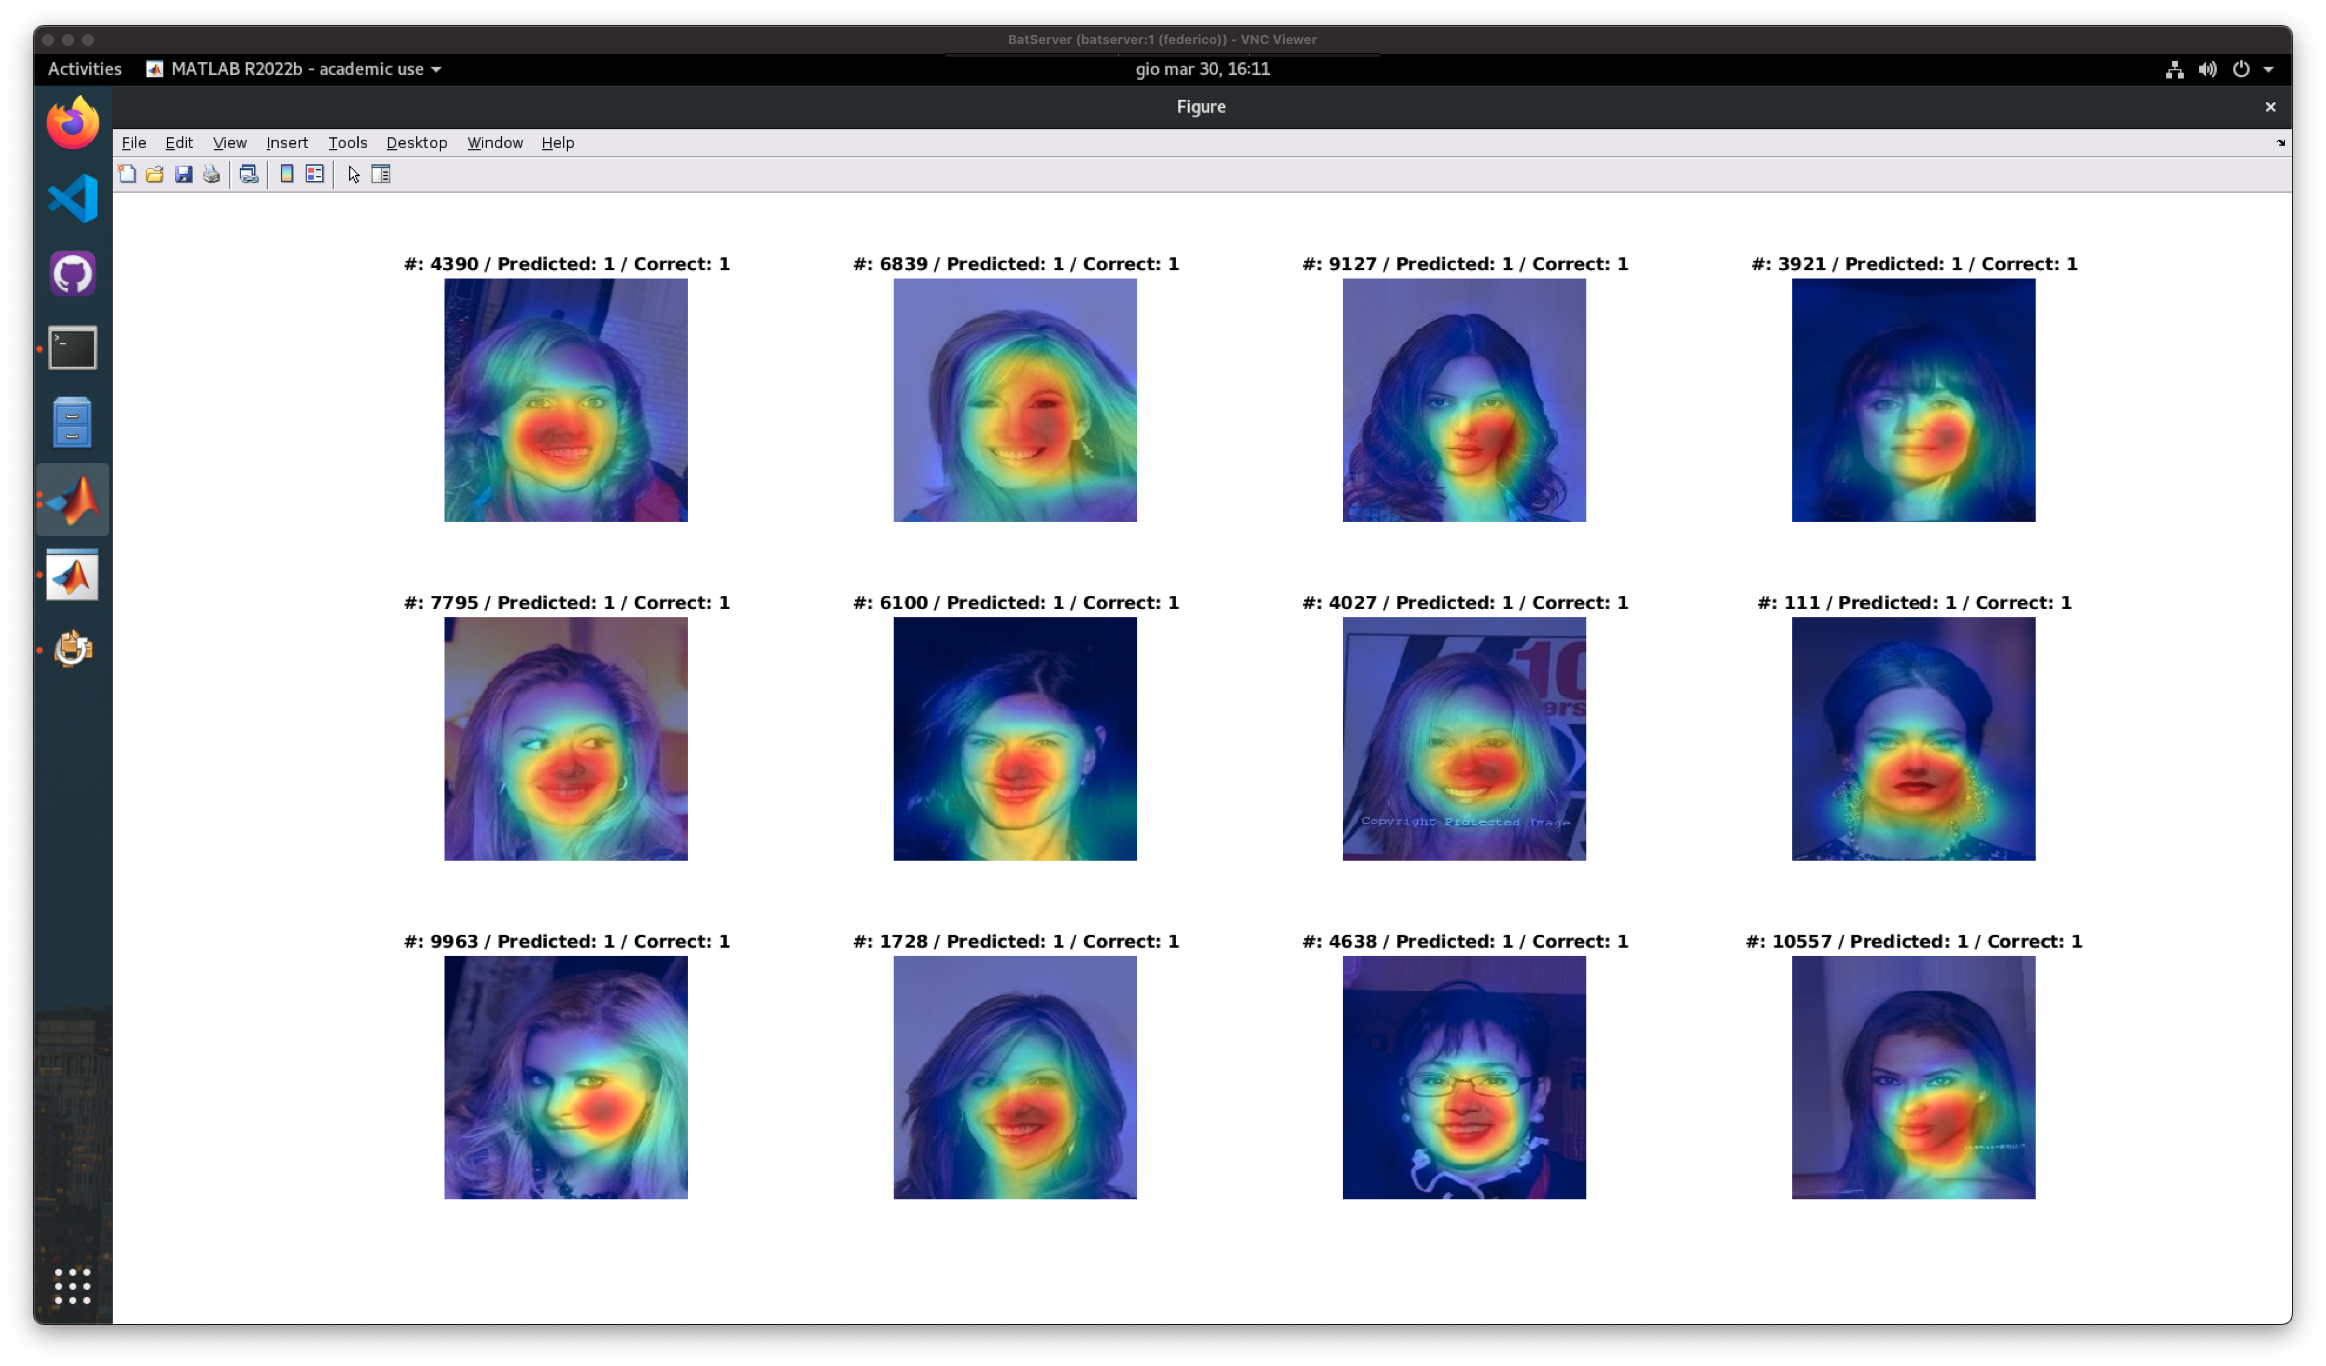 BatServer (batserver:1 (federico)) - VNC Viewer
Activities MATLAB R2022b - academic use gio mar 30, 16:11
Figure
File Edit View Insert Tools Desktop Window Help
#: 4390 / Predicted: 1 / Correct: 1
#: 6839 / Predicted: 1 / Correct: 1
#: 9127 / Predicted: 1 / Correct: 1
#: 3921 / Predicted: 1 / Correct: 1
#: 7795 / Predicted: 1 / Correct: 1
#: 6100 / Predicted: 1 / Correct: 1
#: 4027 / Predicted: 1 / Correct: 1
10
ers
Copyright Protected Image
#: 111 / Predicted: 1 / Correct: 1
#: 9963 / Predicted: 1 / Correct: 1
#: 1728 / Predicted: 1 / Correct: 1
#: 4638 / Predicted: 1 / Correct: 1
#: 10557 / Predicted: 1 / Correct: 1